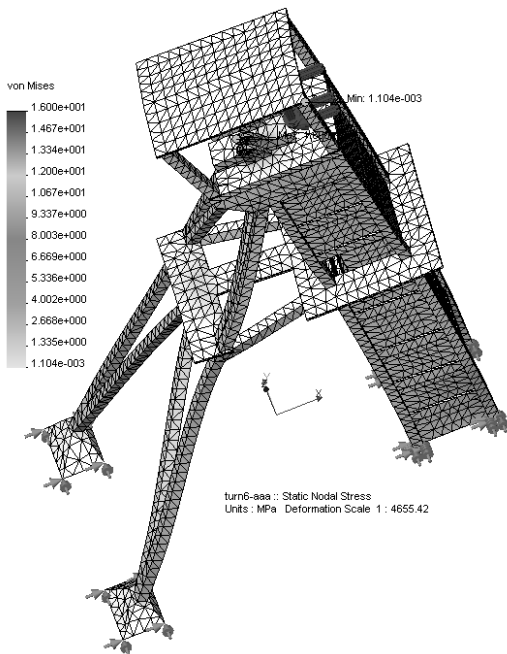 von Mises
1.600e+001
1.467e+001
1.334e+001
1.200e+001
1.067e+001
9.337e+000
8.003e+000
6.669e+000
5.336e+000
4.002e+000
2.668e+000
1.335e+000
1.104e-003
Min: 1.104e-003
Y
X
turn6-aaa :: Static Nodal Stress
Units : MPa Deformation Scale 1 : 4655.42